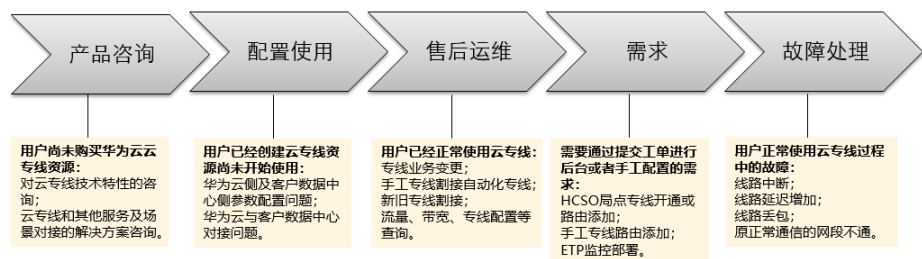 产品咨询
配置使用
售后运维
需求
故障处理
用户尚未购买华为云云
专线资源：
对云专线技术特性的咨
询；
云专线和其他服务及场
景对接的解决方案咨询。
用户已经创建云专线资
源尚未开始使用：
华为云侧及客户数据中
心侧参数配置问题；
华为云与客户数据中心
对接问题。
用户已经正常使用云专线：
专线业务变更；
手工专线割接自动化专线；
新旧专线割接；
流量、带宽、专线配置等
查询。
需要通过提交工单进行
后台或者手工配置的需
求：
HCSO局点专线开通或
路由添加；
手工专线路由添加；
ETP监控部署。
用户正常使用云专线过程
中的故障：
线路中断；
线路延迟增加；
线路丢包；
原正常通信的网段不通。